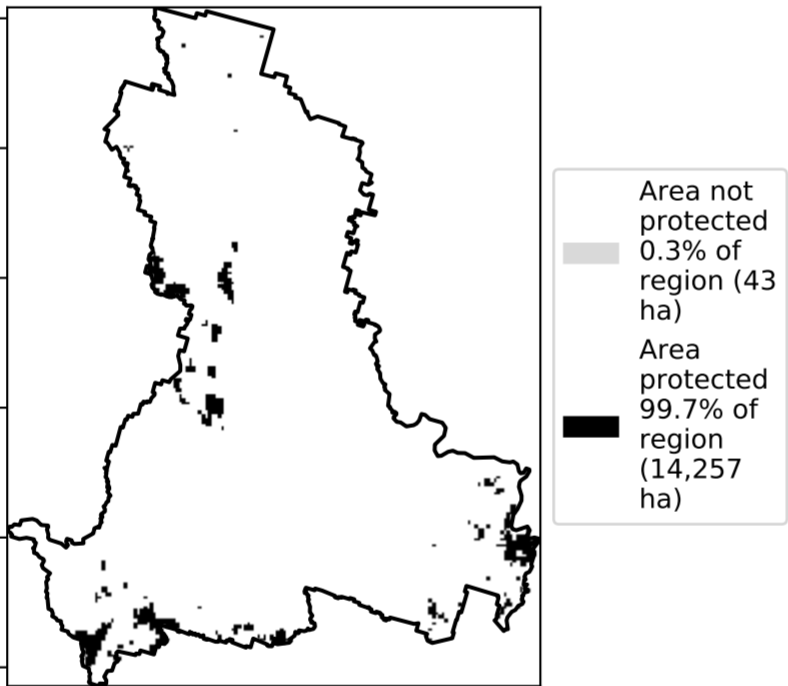 Area not
protected
0.3% of
region (43
ha)
Area
protected
99.7% of
region
(14,257
ha)